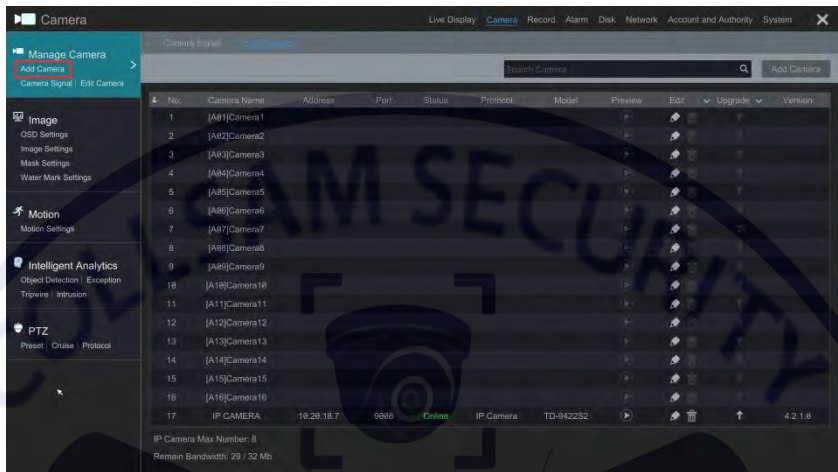 Camera
Live Display Camera Record Alarm Disk Network Account and Authority System
Manage Camera
Add Camera
Camera Signal | Edit Camera
Camera Signal
Search Camera
Add Camera
No. Camera Name Address Port Status Protocol Model Preview Edit Upgrade Version
1 [A01]Camera1
2 [A02]Camera2
3 [A03]Camera3
4 [A04]Camera4
5 [A05]Camera5
6 [A06]Camera6
7 [A07]Camera7
8 [A08]Camera8
9 [A09]Camera9
10 [A10]Camera10
11 [A11]Camera11
12 [A12]Camera12
13 [A13]Camera13
14 [A14]Camera14
15 [A15]Camera15
16 [A16]Camera16
17 IP CAMERA 10.20.18.7 9008 Online IP Camera TD-9422S2 4.2.1.0
IP Camera Max Number: 8
Remain Bandwidth: 29 / 32 Mb
Image
OSD Settings
Image Settings
Mask Settings
Water Mark Settings
Motion
Motion Settings
Intelligent Analytics
Object Detection | Exception
Tripwire | Intrusion
PTZ
Preset | Cruise | Protocol
OLLSAM SECURITY